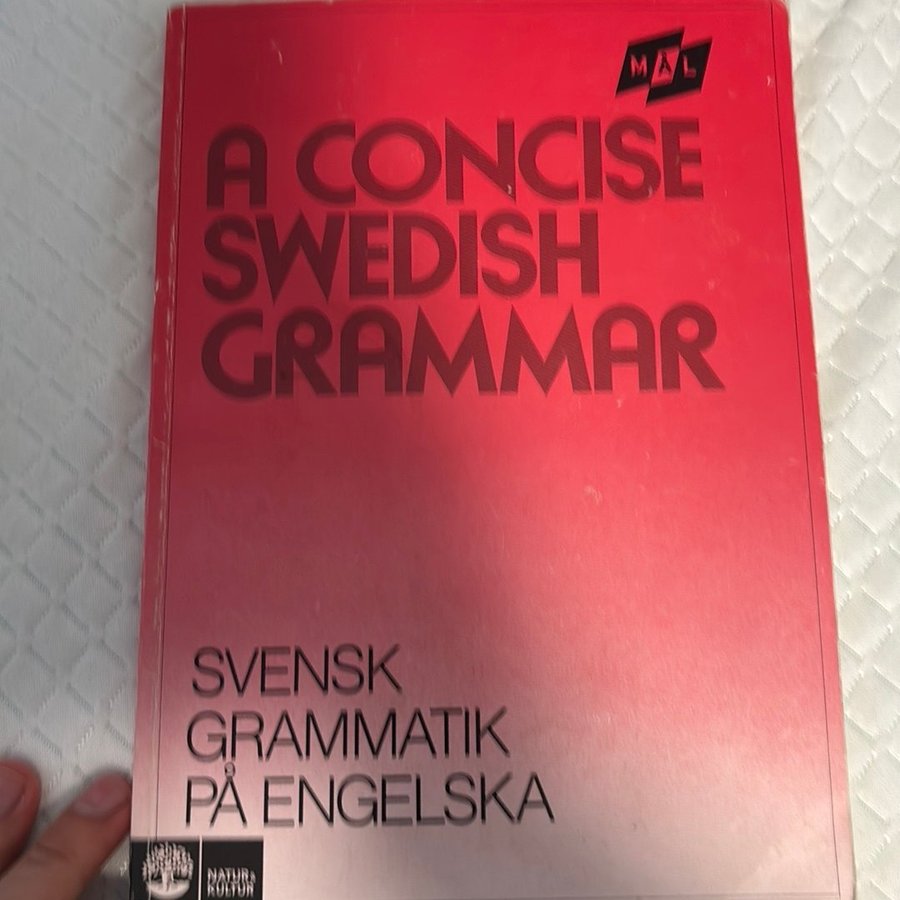 MÅL
A CONCISE
SWEDISH
GRAMMAR
SVENSK
GRAMMATIK
PÅ ENGELSKA
NATUR &
KULTUR